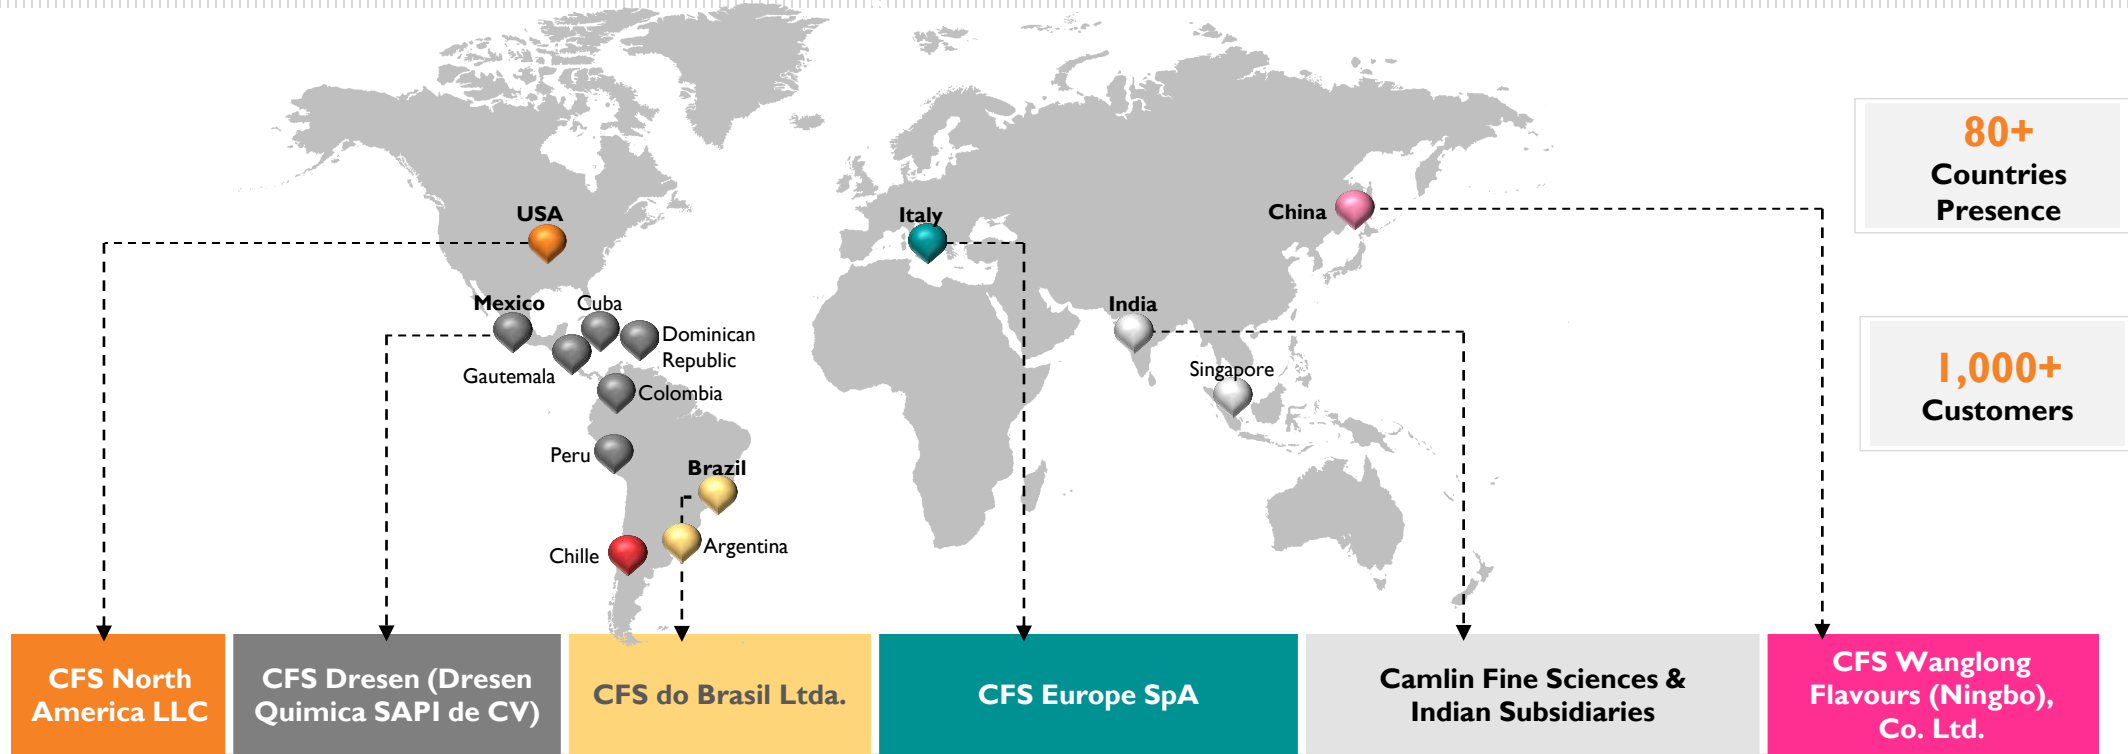 80+
Countries
Presence
USA
Italy
China
Mexico
Cuba
India
Dominican
Republic
1,000+
Customers
Gautemala
Singapore
Colombia
Peru
Brazil
Chille
Argentina
CFS North
America LLC
CFS Dresen (Dresen
Quimica SAPI de CV)
CFS do Brasil Ltda.
CFS Europe SpA
Camlin Fine Sciences &
Indian Subsidiaries
CFS Wanglong
Flavours (Ningbo),
Co. Ltd.